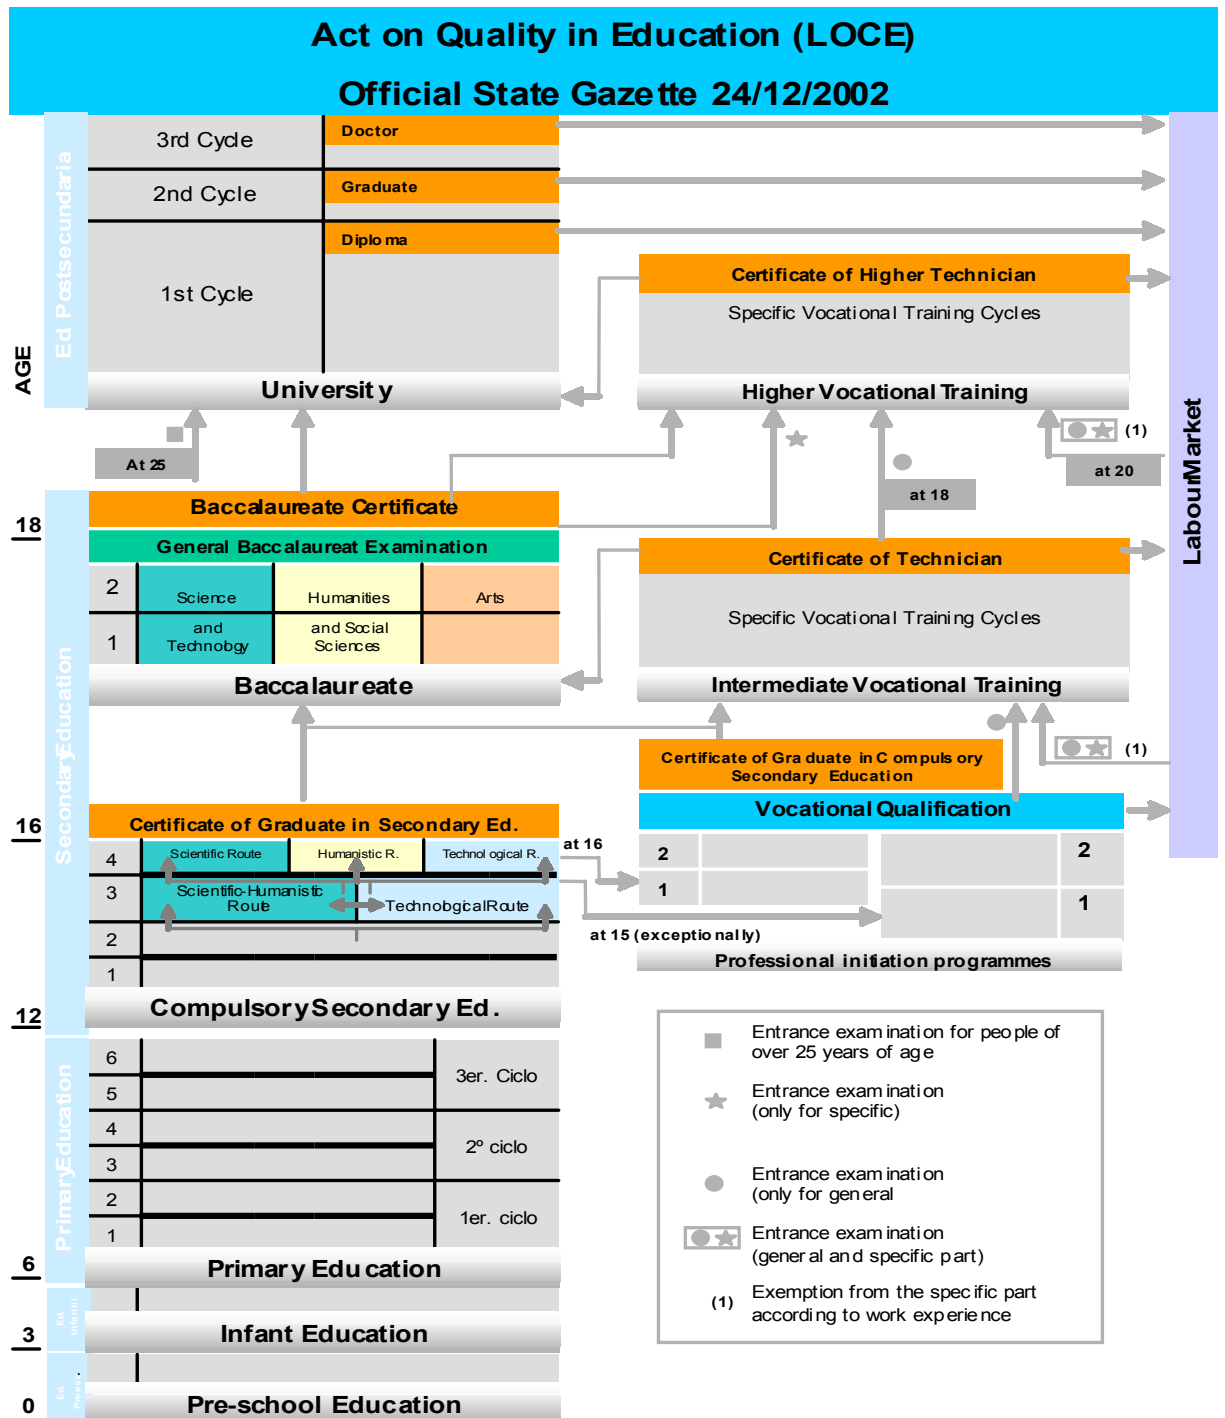 Act on Quality in Education (LOCE)
Official State Gazette 24/12/2002
AGE
Ed Postsecundaria
3rd Cycle
Doctor
2nd Cycle
Graduate
1st Cycle
Diploma
University
Certificate of Higher Technician
Specific Vocational Training Cycles
Higher Vocational Training
Labour Market
At 25
at 18
at 20
(1)
18
Secondary Education
Baccalaureate Certificate
General Baccalaureat Examination
2
1
Science
and
Technology
Humanities
and Social
Sciences
Arts
Baccalaureate
Certificate of Technician
Specific Vocational Training Cycles
Intermediate Vocational Training
(1)
Certificate of Graduate in Compulsory
Secondary Education
Vocational Qualification
2
1
2
1
Professional initiation programmes
16
Certificate of Graduate in Secondary Ed.
at 16
4
Scientific Route
Humanistic R.
Technological R.
3
Scientific-Humanistic
Route
Technological Route
at 15 (exceptionally)
2
1
Compulsory Secondary Ed.
12
Primary Education
6
5
3er. Ciclo
4
3
2º ciclo
2
1
1er. ciclo
Primary Education
6
Ed.
Infantil
Infant Education
3
Ed.
Preesc.
Pre-school Education
0
Entrance examination for people of
over 25 years of age
Entrance examination
(only for specific)
Entrance examination
(only for general
Entrance examination
(general and specific part)
(1) Exemption from the specific part
according to work experience